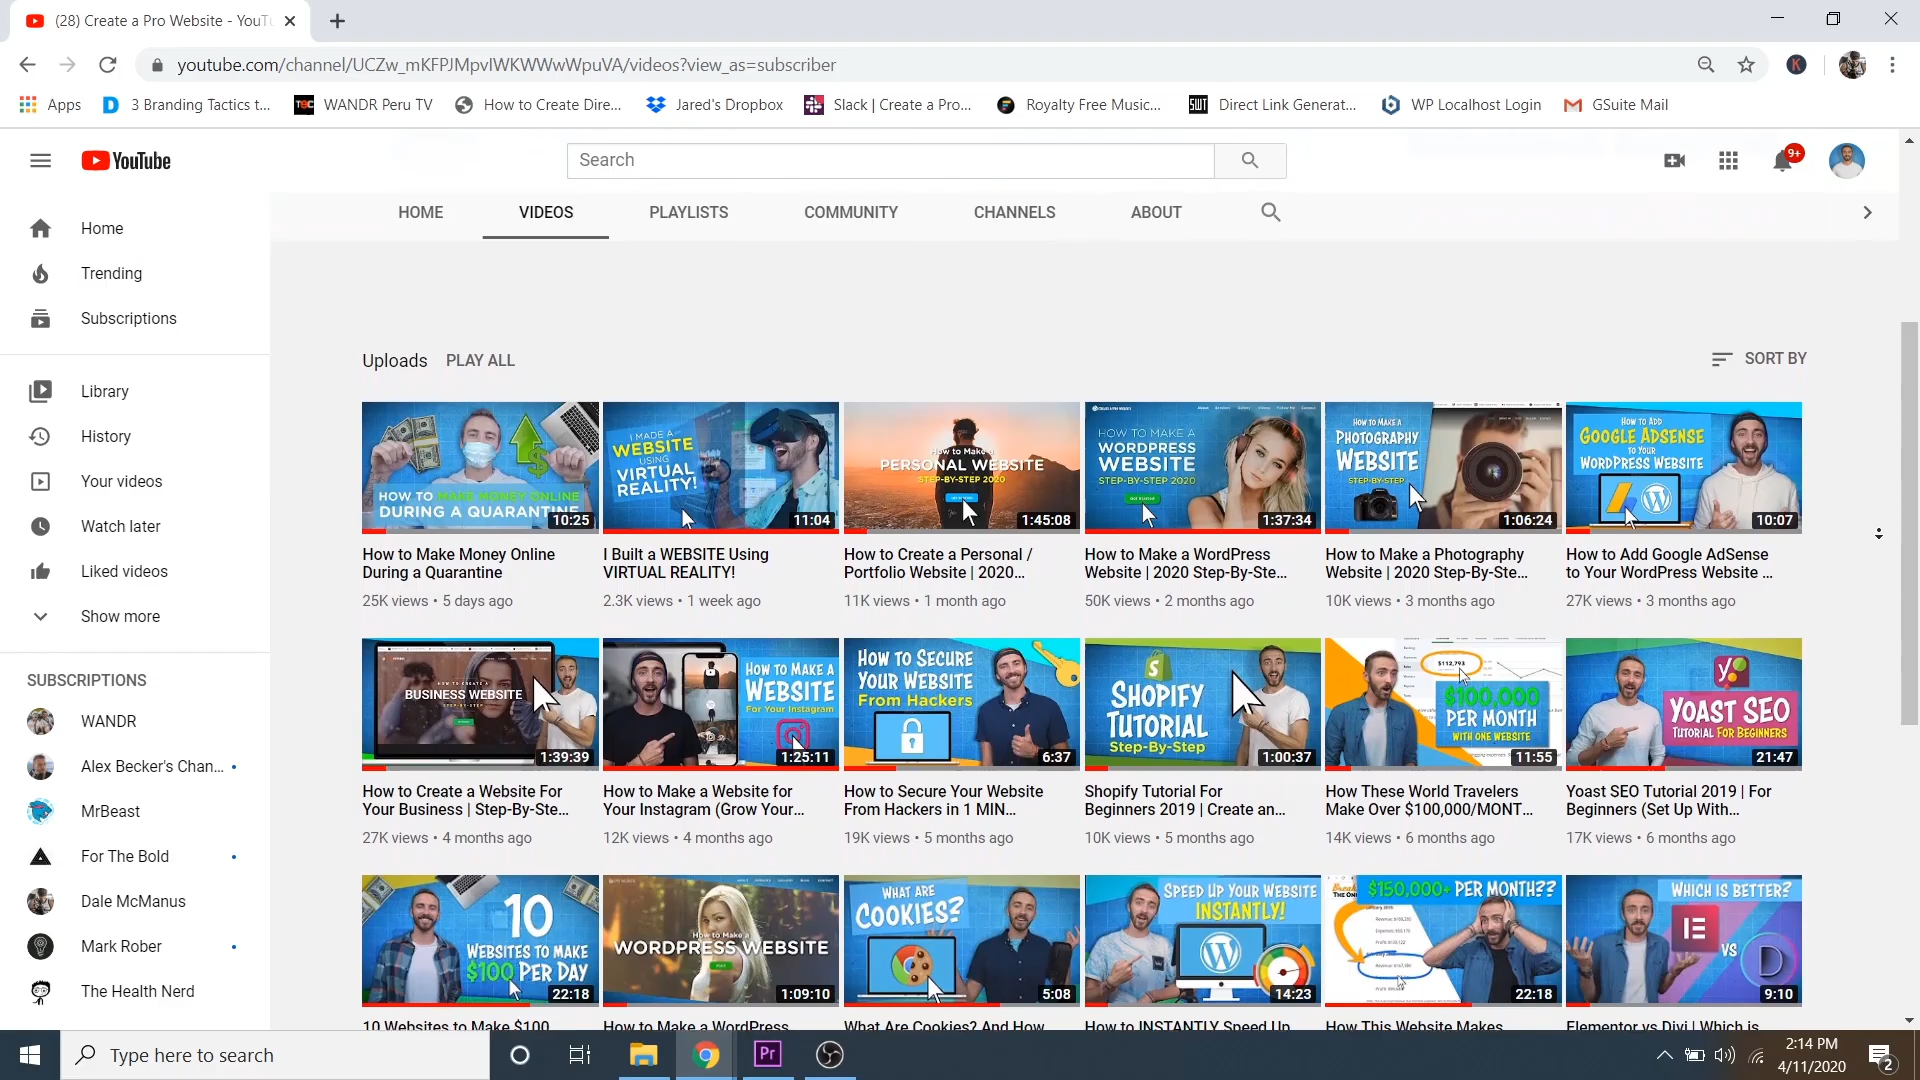 (28) Create a Pro Website - YouTu
youtube.com/channel/UCZw_mKFPJMpvIWKWWwWpuVA/videos?view_as=subscriber
K
Apps
3 Branding Tactics t...
WANDR Peru TV
How to Create Dire...
Jared's Dropbox
Slack | Create a Pro...
Royalty Free Music...
Direct Link Generat...
WP Localhost Login
GSuite Mail
YouTube
Search
9+
HOME
VIDEOS
PLAYLISTS
COMMUNITY
CHANNELS
ABOUT
Home
Trending
Subscriptions
Library
History
Your videos
Watch later
Liked videos
Show more
SUBSCRIPTIONS
WANDR
Alex Becker's Chan...
MrBeast
For The Bold
Dale McManus
Mark Rober
The Health Nerd
Uploads
PLAY ALL
SORT BY
HOW TO MAKE MONEY ONLINE
DURING A QUARANTINE
10:25
I MADE A
WEBSITE
USING
VIRTUAL
REALITY!
11:04
How to Make a
PERSONAL WEBSITE
STEP-BY-STEP 2020
1:45:08
HOW TO MAKE A
WORDPRESS
WEBSITE
STEP-BY-STEP 2020
1:37:34
HOW TO MAKE A
PHOTOGRAPHY
WEBSITE
STEP-BY-STEP
1:06:24
HOW TO ADD
GOOGLE ADSENSE
TO YOUR
WORDPRESS WEBSITE
10:07
How to Make Money Online
During a Quarantine
25K views • 5 days ago
I Built a WEBSITE Using
VIRTUAL REALITY!
2.3K views • 1 week ago
How to Create a Personal /
Portfolio Website | 2020...
11K views • 1 month ago
How to Make a WordPress
Website | 2020 Step-By-Ste...
50K views • 2 months ago
How to Make a Photography
Website | 2020 Step-By-Ste...
10K views • 3 months ago
How to Add Google AdSense
to Your WordPress Website ...
27K views • 3 months ago
HOW TO CREATE A
BUSINESS WEBSITE
STEP-BY-STEP
1:39:39
HOW TO MAKE A
WEBSITE
For Your Instagram
1:25:11
HOW TO SECURE
YOUR WEBSITE
From Hackers
6:37
SHOPIFY
TUTORIAL
Step-By-Step
1:00:37
$112,793
$100,000
PER MONTH
WITH ONE WEBSITE
11:55
YOAST SEO
TUTORIAL FOR BEGINNERS
21:47
How to Create a Website For
Your Business | Step-By-Ste...
27K views • 4 months ago
How to Make a Website for
Your Instagram (Grow Your...
12K views • 4 months ago
How to Secure Your Website
From Hackers in 1 MIN...
19K views • 5 months ago
Shopify Tutorial For
Beginners 2019 | Create an...
10K views • 5 months ago
How These World Travelers
Make Over $100,000/MONT...
14K views • 6 months ago
Yoast SEO Tutorial 2019 | For
Beginners (Set Up With...
17K views • 6 months ago
10
WEBSITES TO MAKE
$100 PER DAY
22:18
How to Make a
WORDPRESS WEBSITE
1:09:10
WHAT ARE
COOKIES?
5:08
SPEED UP YOUR WEBSITE
INSTANTLY!
14:23
$150,000+ PER MONTH??
22:18
WHICH IS BETTER?
VS
D
9:10
10 Websites to Make $100
How to Make a WordPress
What Are Cookies? And How
How to INSTANTLY Speed Up
How This Website Makes
Elementor vs Divi | Which is
Type here to search
Pr
2:14 PM
4/11/2020
2